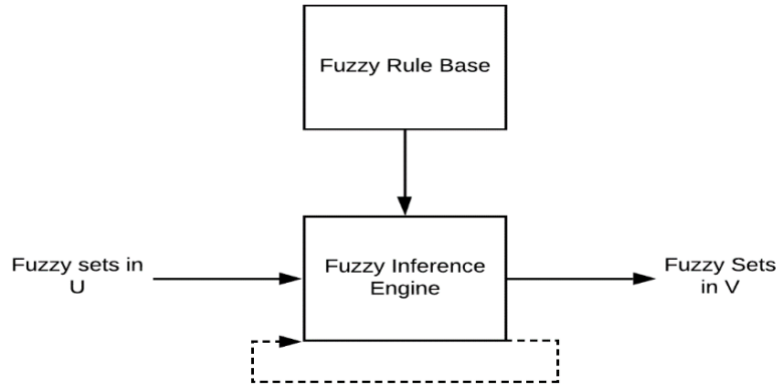 Fuzzy Rule Base
Fuzzy sets in
U
Fuzzy Inference
Engine
Fuzzy Sets
in V